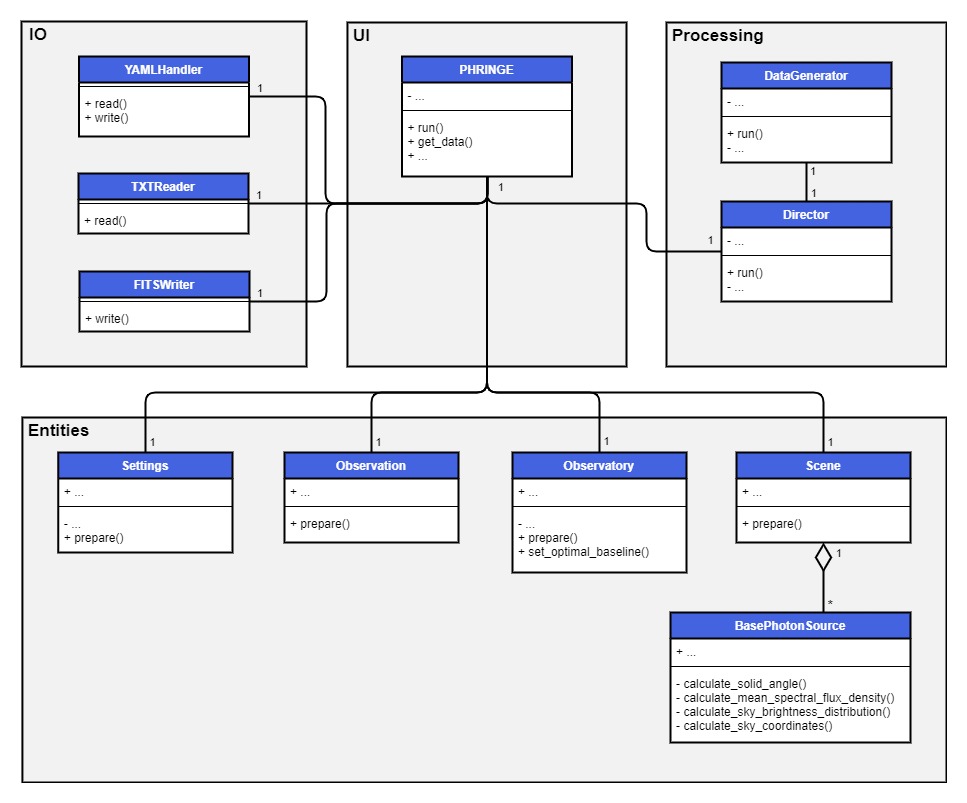 IO
YAMLHandler
+ read()
+ write()
1
TXTReader
+ read()
1
FITSWriter
+ write()
1
UI
PHRINGE
- ...
+ run()
+ get_data()
+ ...
1
Processing
DataGenerator
- ...
+ run()
- ...
1
1
Director
- ...
+ run()
- ...
1
Entities
1
Settings
+ ...
- ...
+ prepare()
1
Observation
+ ...
+ prepare()
1
Observatory
+ ...
- ...
+ prepare()
+ set_optimal_baseline()
1
Scene
+ ...
+ prepare()
1
*
BasePhotonSource
+ ...
- calculate_solid_angle()
- calculate_mean_spectral_flux_density()
- calculate_sky_brightness_distribution()
- calculate_sky_coordinates()